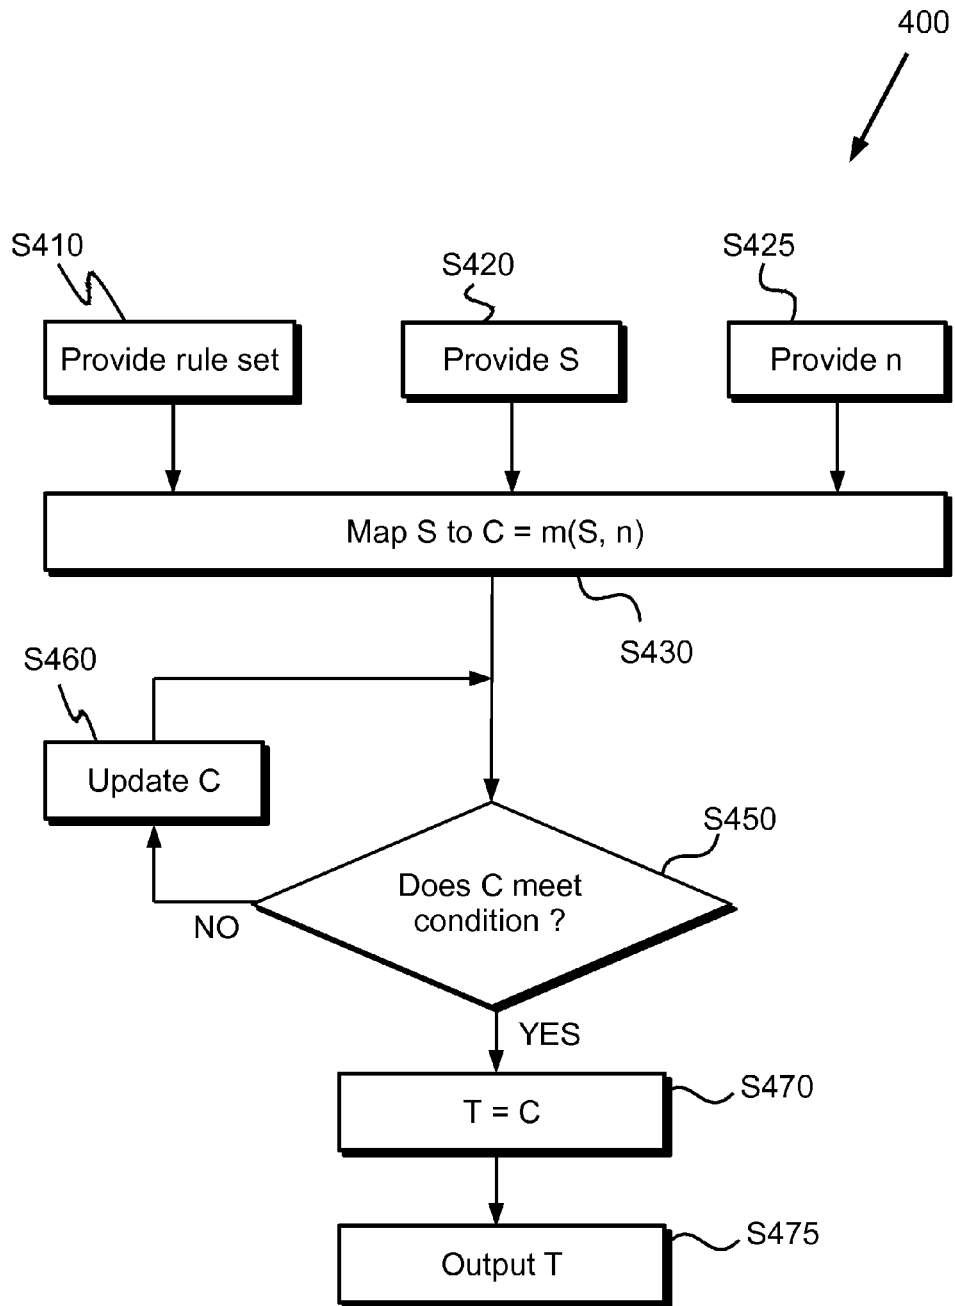 400
S410
S420
S425
Provide rule set
Provide S
Provide n
Map S to C = m(S, n)
S430
S460
Update C
S450
Does C meet
condition ?
NO
YES
S470
T = C
S475
Output T